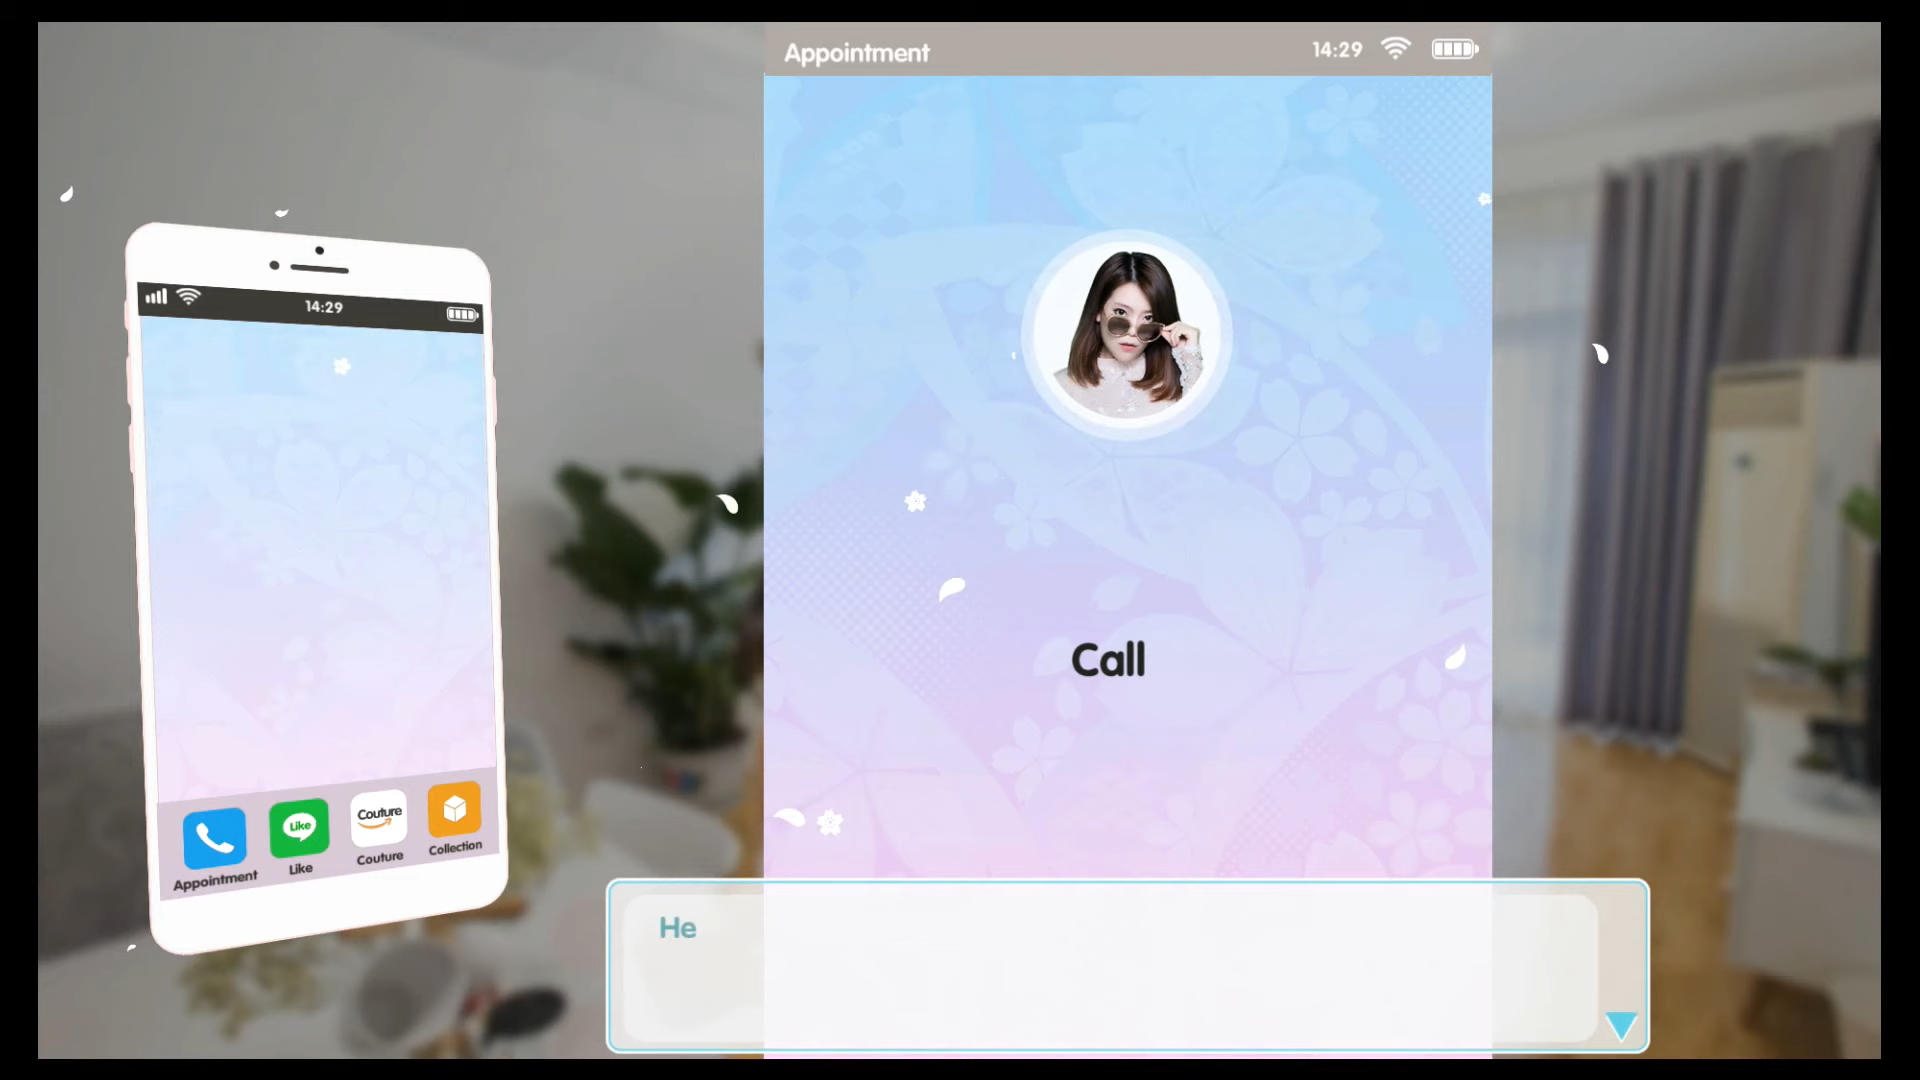 Appointment
14:29
14:29
Call
Like
Couture
Appointment
Like
Couture
Collection
He